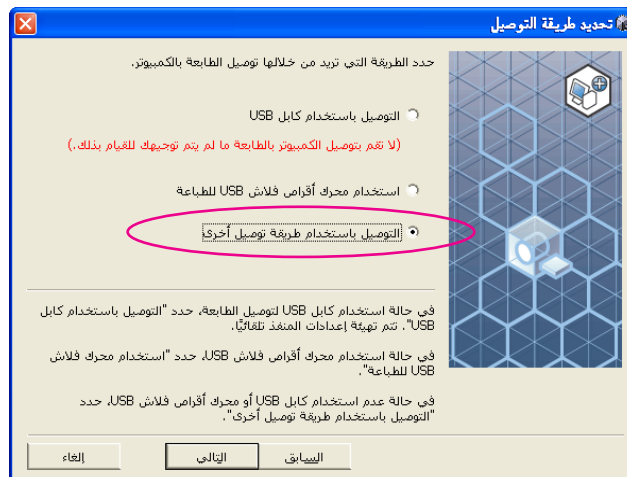 تحديد طريقة التوصيل
حدد الطريقة التي تريد من خلالها توصيل الطابعة بالكمبيوتر.
التوصيل باستخدام كابل USB
(لا تقم بتوصيل الكمبيوتر بالطابعة ما لم يتم توجيهك للقيام بذلك.)
استخدام محرك أقراص فلاش USB للطباعة
التوصيل باستخدام طريقة توصيل أخرى
في حالة استخدام كابل USB لتوصيل الطابعة، حدد "التوصيل باستخدام كابل
USB". تتم تهيئة إعدادات المنفذ تلقائيًا.
في حالة استخدام محرك أقراص فلاش USB، حدد "استخدام محرك فلاش
USB للطباعة".
في حالة عدم استخدام كابل USB أو محرك أقراص فلاش USB، حدد
"التوصيل باستخدام طريقة توصيل أخرى".
السابق
التالي
إلغاء